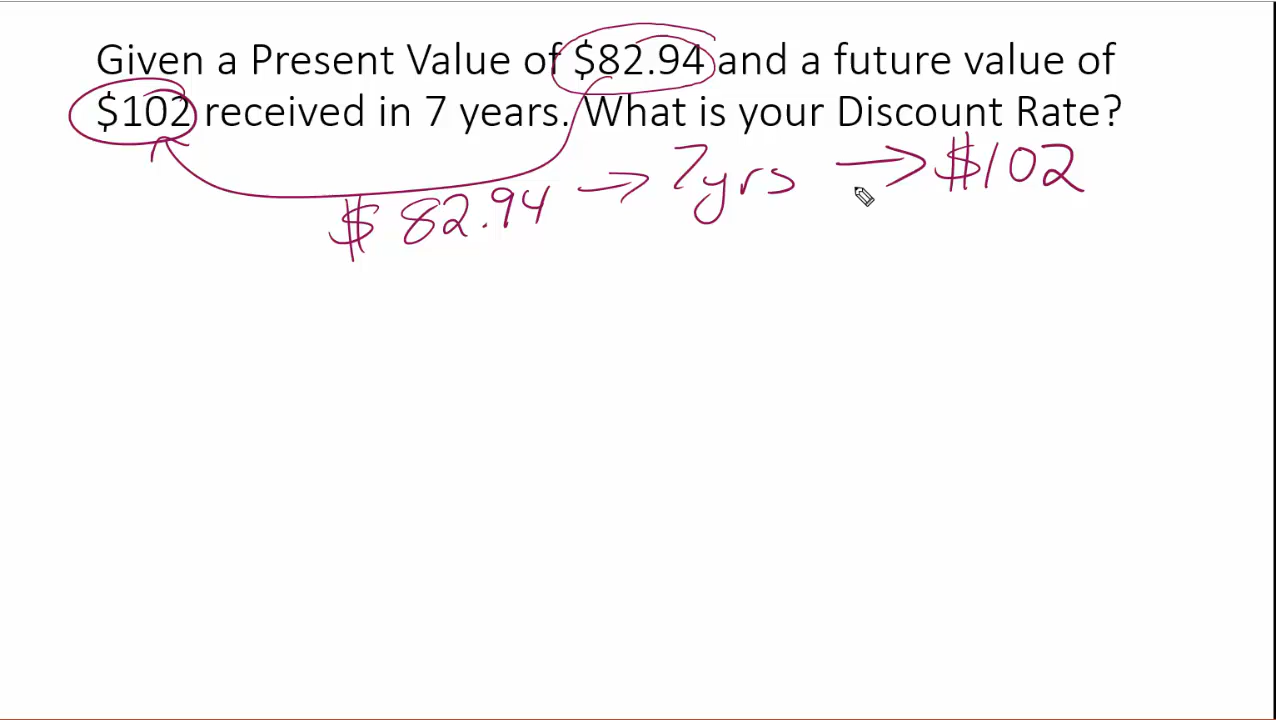 Given a Present Value of $82.94 and a future value of
$102 received in 7 years. What is your Discount Rate?
$82.94 → 7yrs → $102